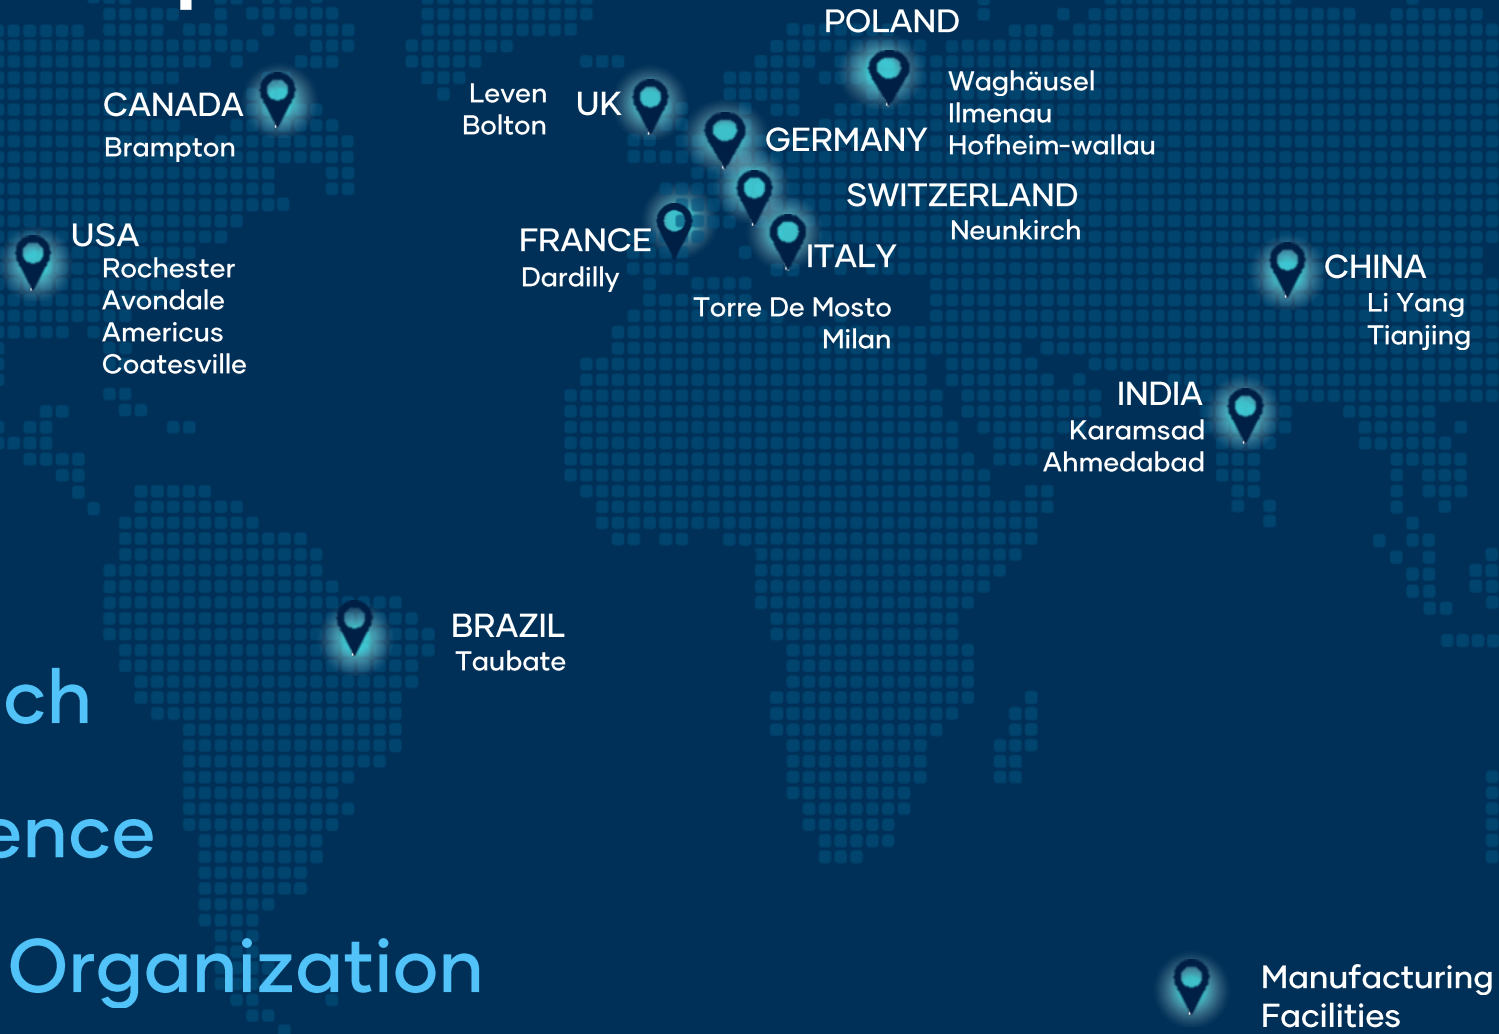 POLAND
CANADA
Brampton
Leven
Bolton
UK
GERMANY
Waghäusel
Ilmenau
Hofheim-wallau
SWITZERLAND
Neunkirch
USA
Rochester
Avondale
Americus
Coatesville
FRANCE
Dardilly
ITALY
Torre De Mosto
Milan
CHINA
Li Yang
Tianjing
INDIA
Karamsad
Ahmedabad
BRAZIL
Taubate
ch
ence
Organization
Manufacturing
Facilities